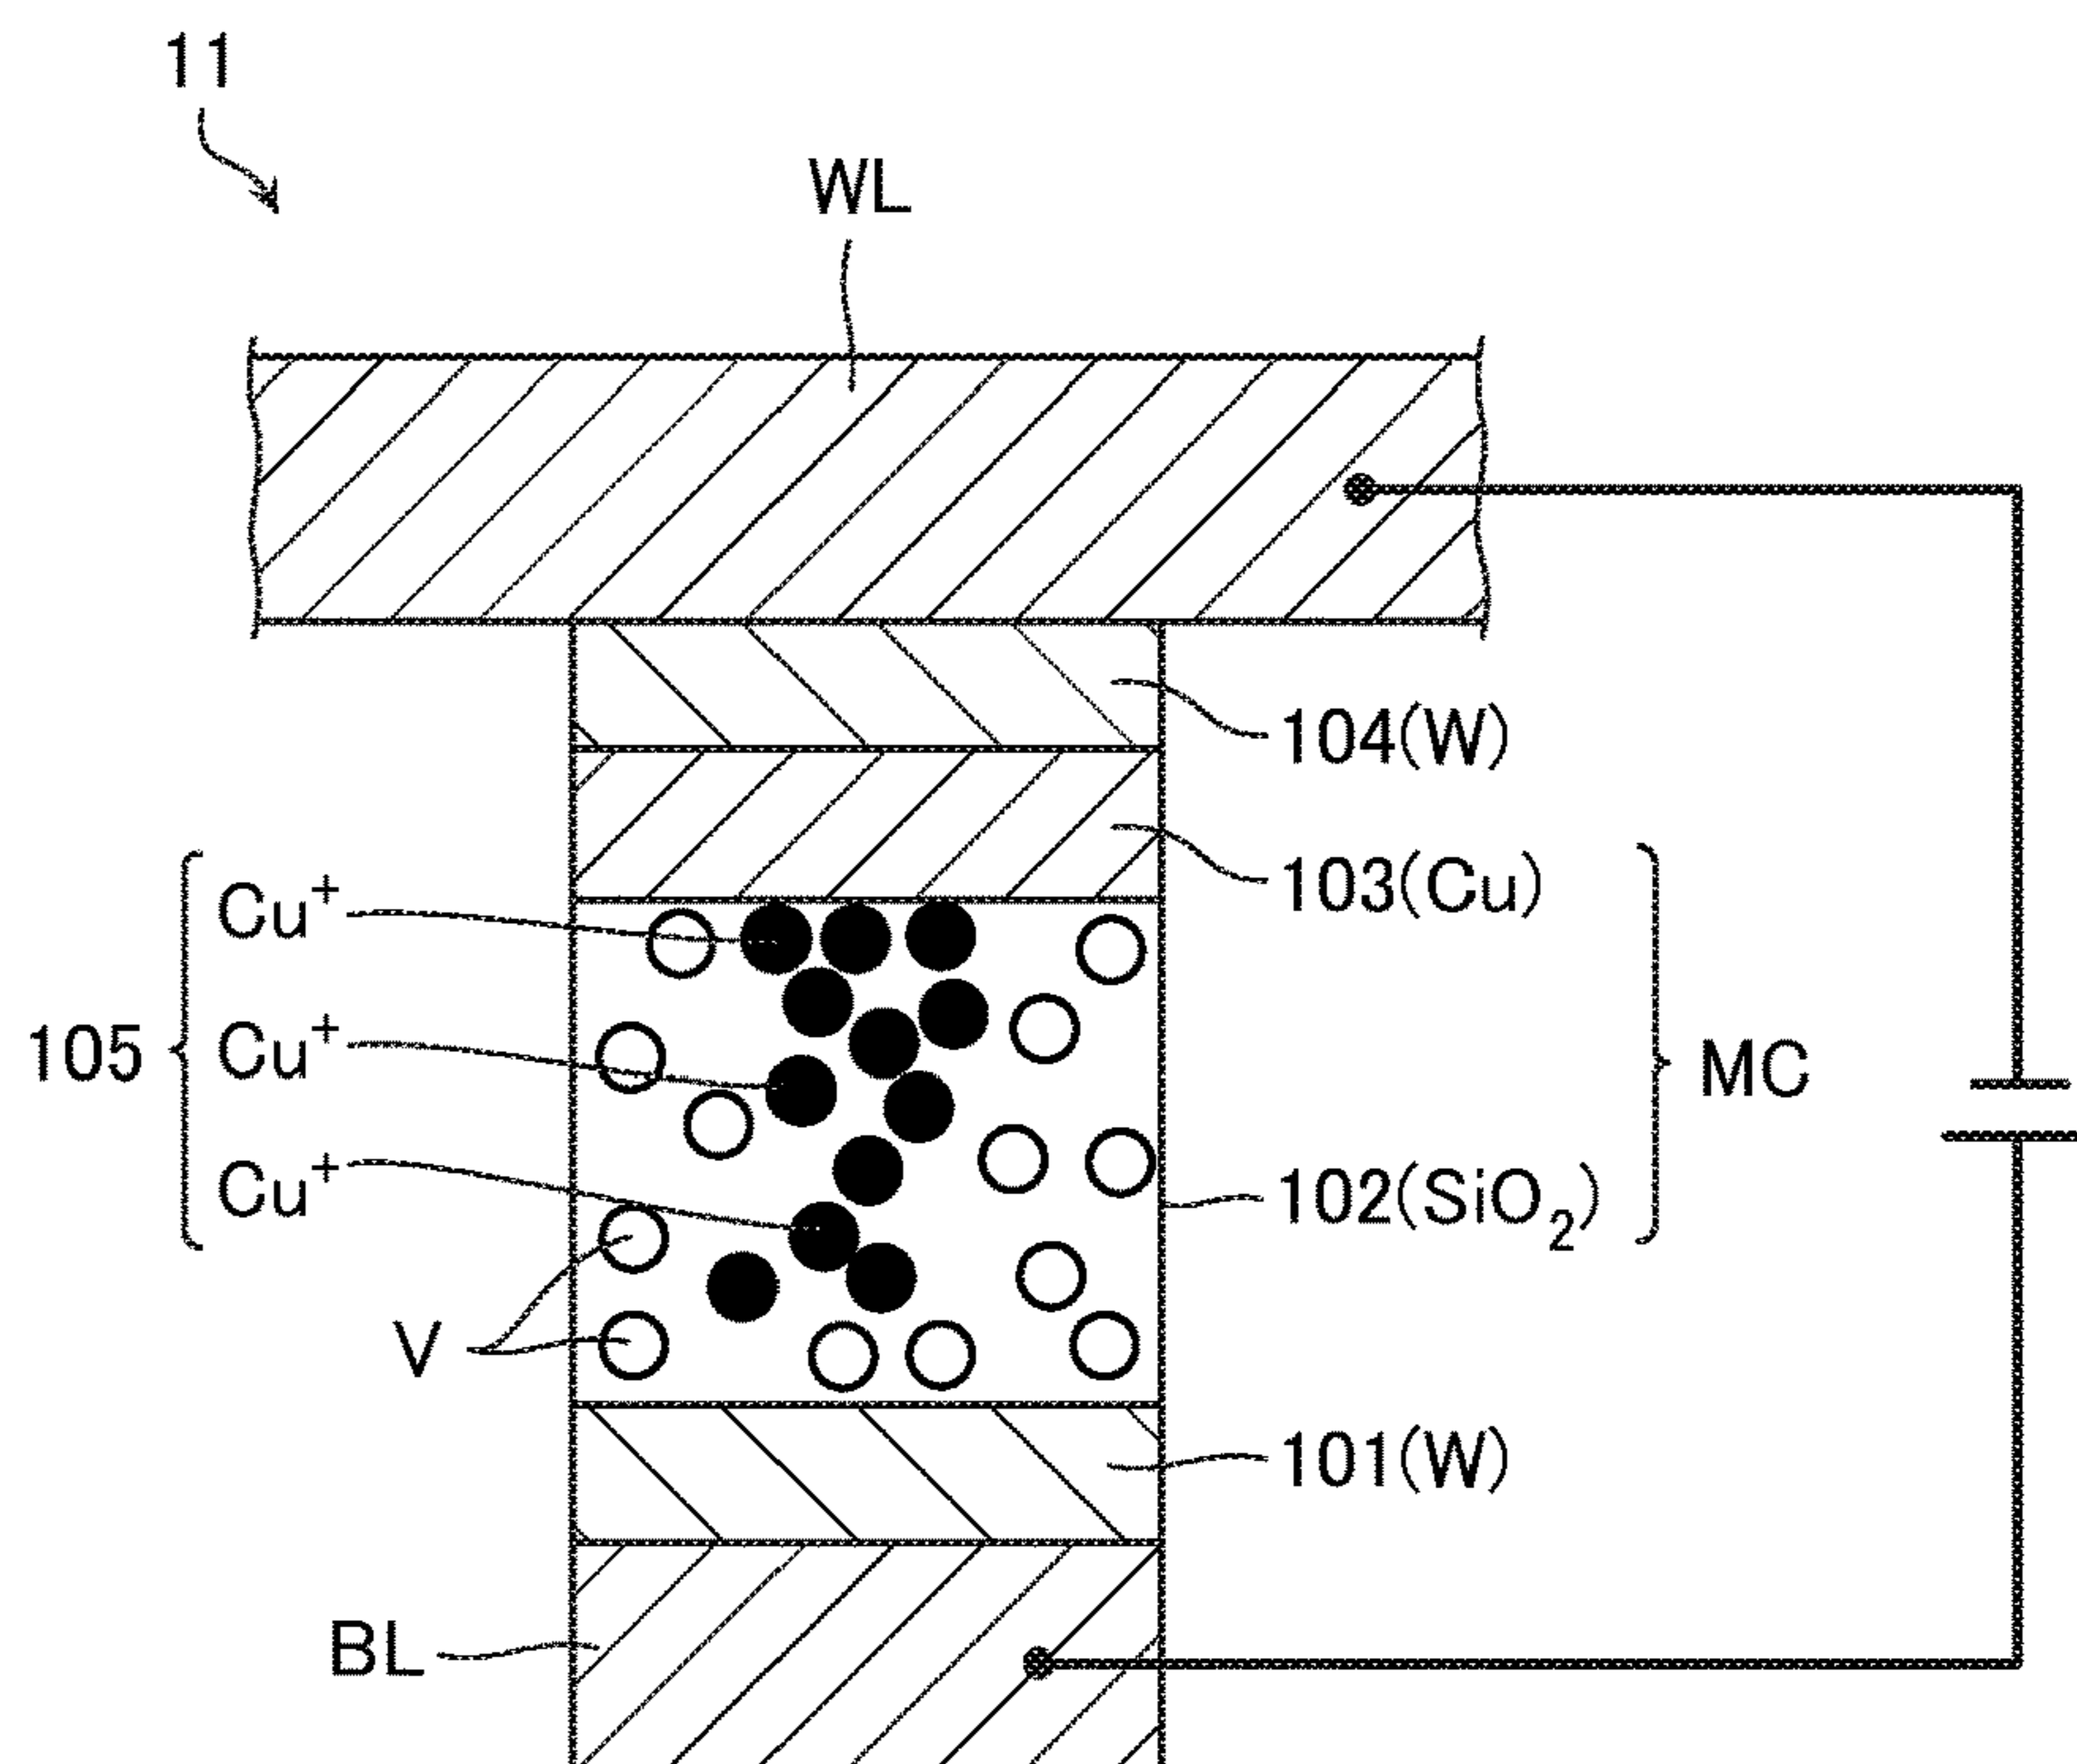 11
WL
104(W)
103(Cu)
Cu⁺
105
Cu⁺
MC
Cu⁺
102(SiO₂)
V
101(W)
BL